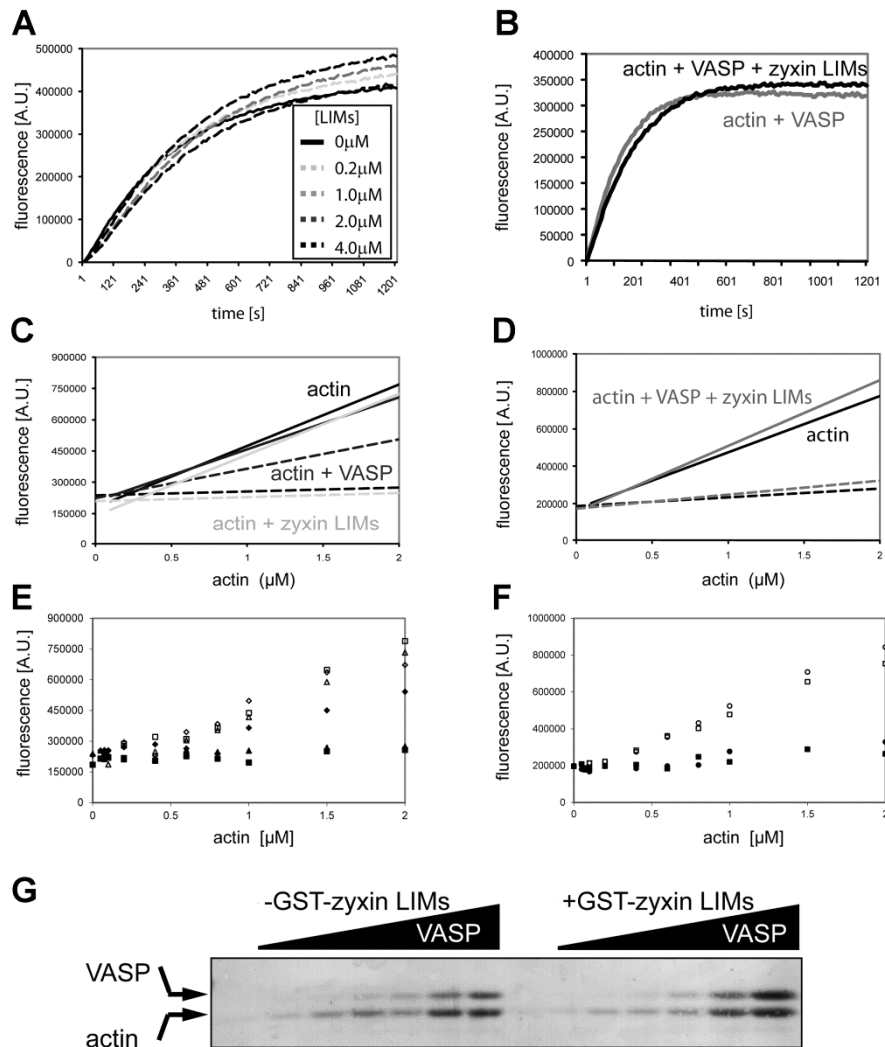 A
fluorescence [A.U.]
500000
400000
300000
200000
100000
0
[LIMs]
0µM
0.2µM
1.0µM
2.0µM
4.0µM
1
121
241
361
481
601
721
841
961
1081
1201
time [s]
B
fluorescence [A.U.]
400000
350000
300000
250000
200000
150000
100000
50000
0
actin + VASP + zyxin LIMs
actin + VASP
1
201
401
601
801
1001
1201
time [s]
C
fluorescence [A.U.]
900000
750000
600000
450000
300000
150000
0
actin
actin + VASP
actin + zyxin LIMs
0
0.5
1
1.5
2
actin (µM)
D
fluorescence [A.U.]
1000000
800000
600000
400000
200000
0
actin + VASP + zyxin LIMs
actin
0
0.5
1
1.5
2
actin (µM)
E
fluorescence [A.U.]
900000
750000
600000
450000
300000
150000
0
0
0.5
1
1.5
2
actin [µM]
F
fluorescence [A.U.]
1000000
800000
600000
400000
200000
0
0
0.5
1
1.5
2
actin [µM]
G
-GST-zyxin LIMs
VASP
+GST-zyxin LIMs
VASP
VASP
actin